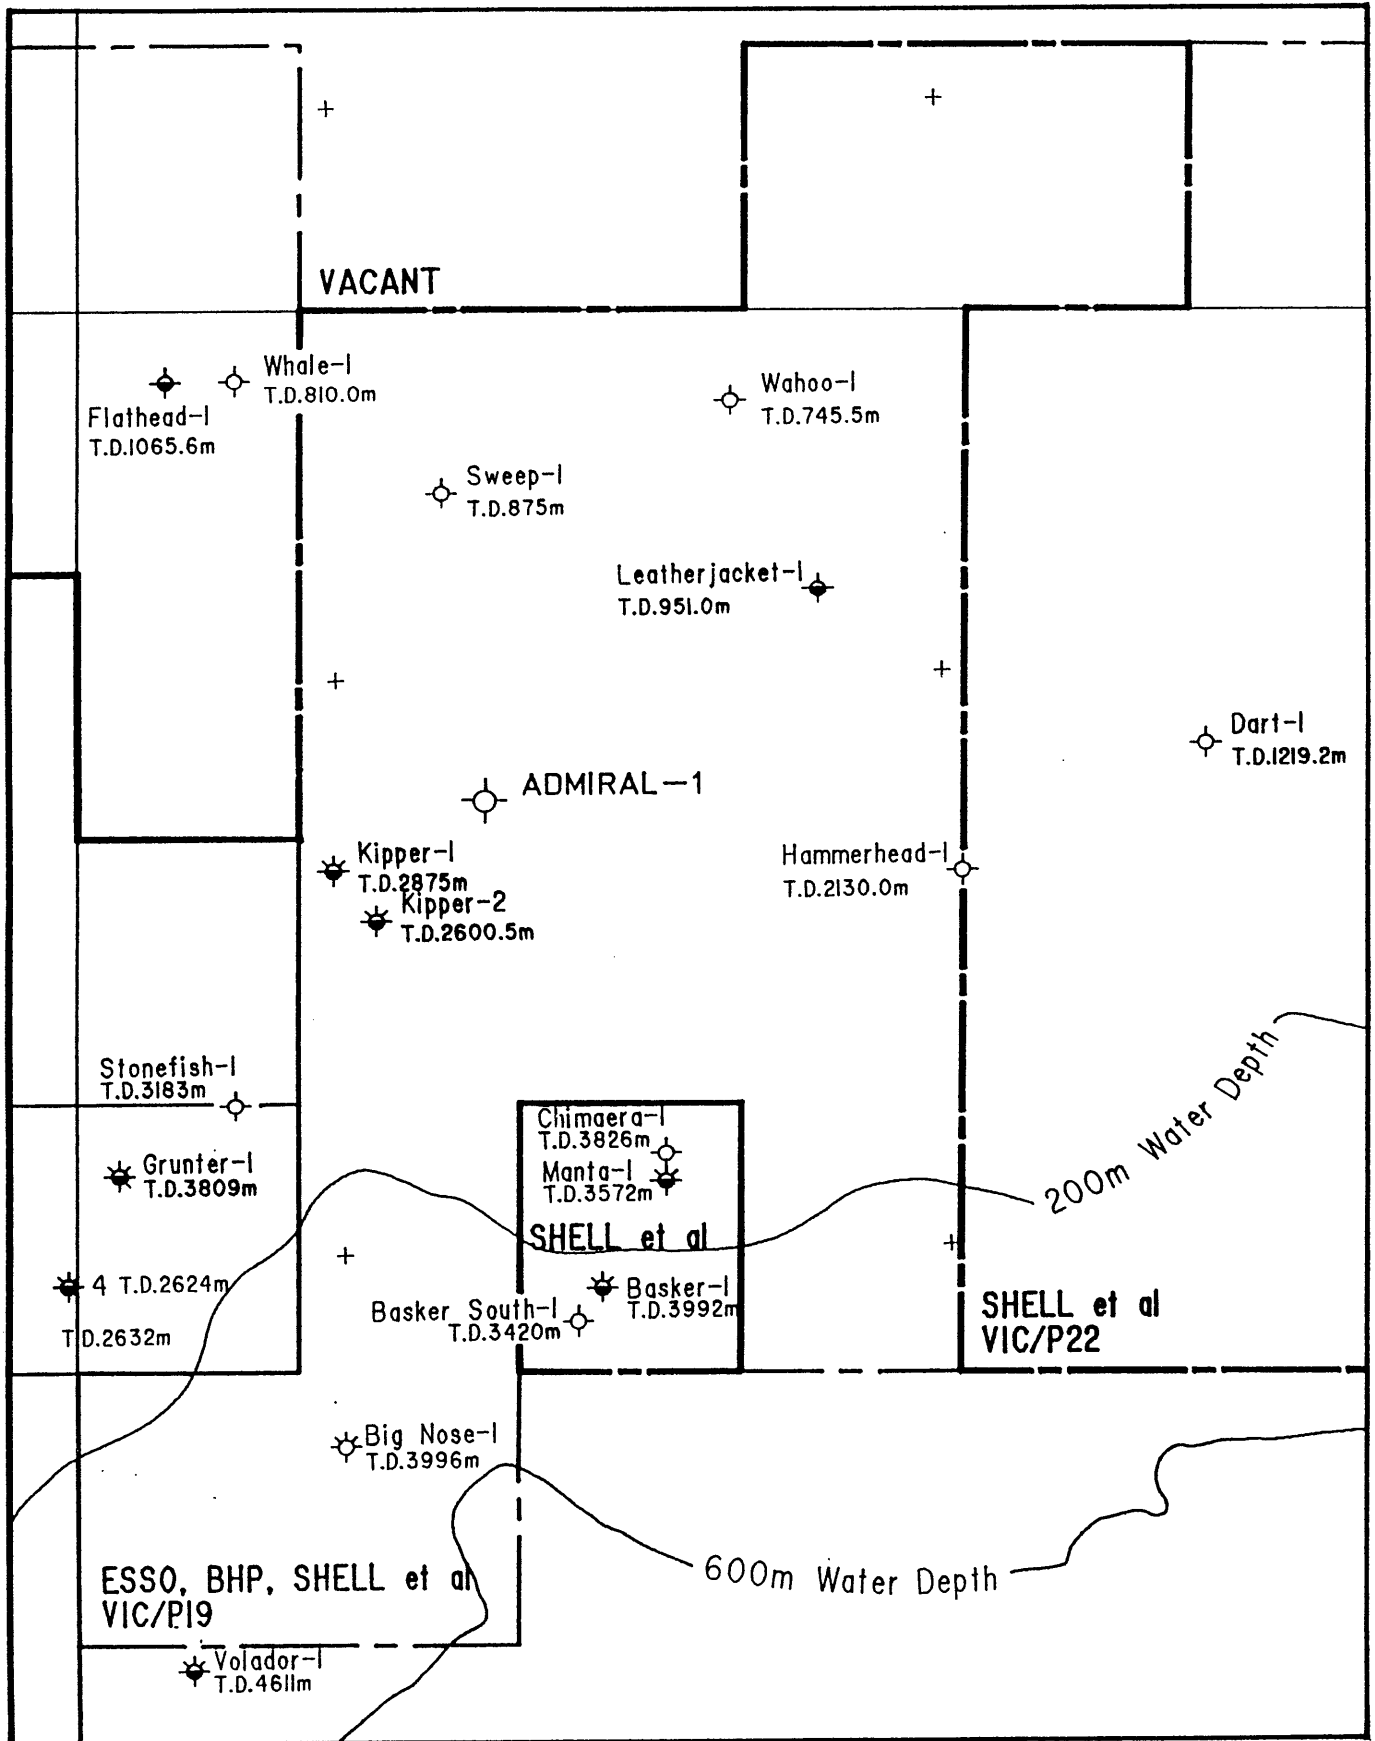 VACANT
Whale-1
T.D.810.0m
Flathead-1
T.D.1065.6m
Wahoo-1
T.D.745.5m
Sweep-1
T.D.875m
Leatherjacket-1
T.D.951.0m
Dart-1
T.D.1219.2m
ADMIRAL-1
Kipper-1
T.D.2875m
Kipper-2
T.D.2600.5m
Hammerhead-1
T.D.2130.0m
Stonefish-1
T.D.3183m
Grunter-1
T.D.3809m
Chimaera-1
T.D.3826m
Manta-1
T.D.3572m
SHELL et al
200m Water Depth
4 T.D.2624m
T.D.2632m
Basker-1
T.D.3992m
Basker South-1
T.D.3420m
SHELL et al
VIC/P22
Big Nose-1
T.D.3996m
600m Water Depth
ESSO, BHP, SHELL et al
VIC/P19
Volador-1
T.D.4611m